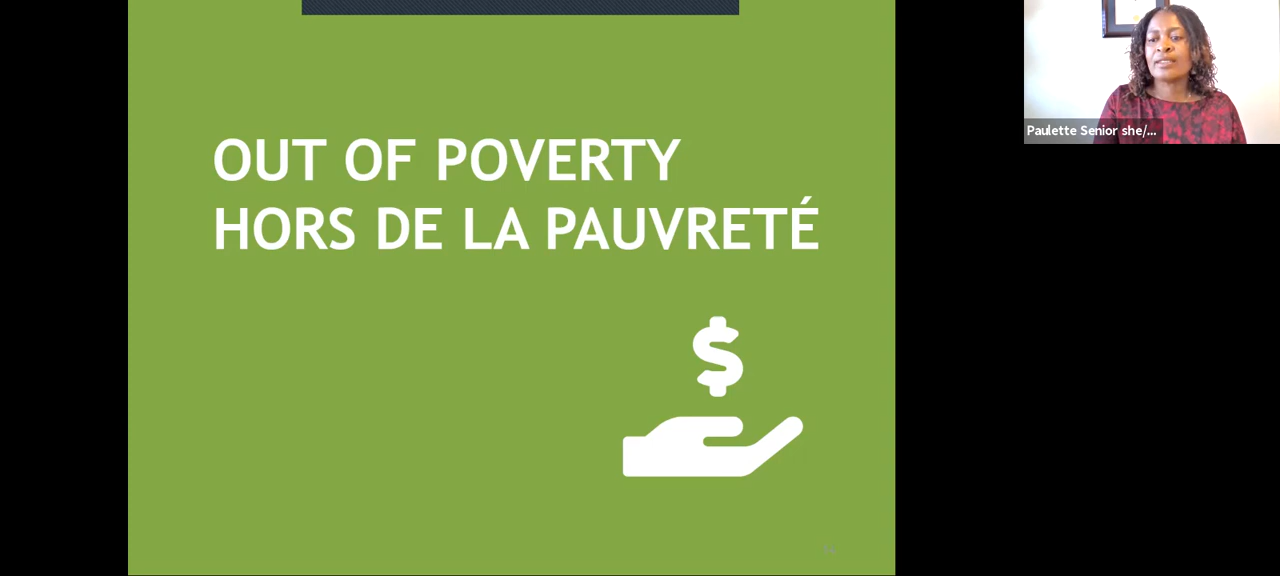 OUT OF POVERTY
HORS DE LA PAUVRETÉ
$
Paulette Senior she/...